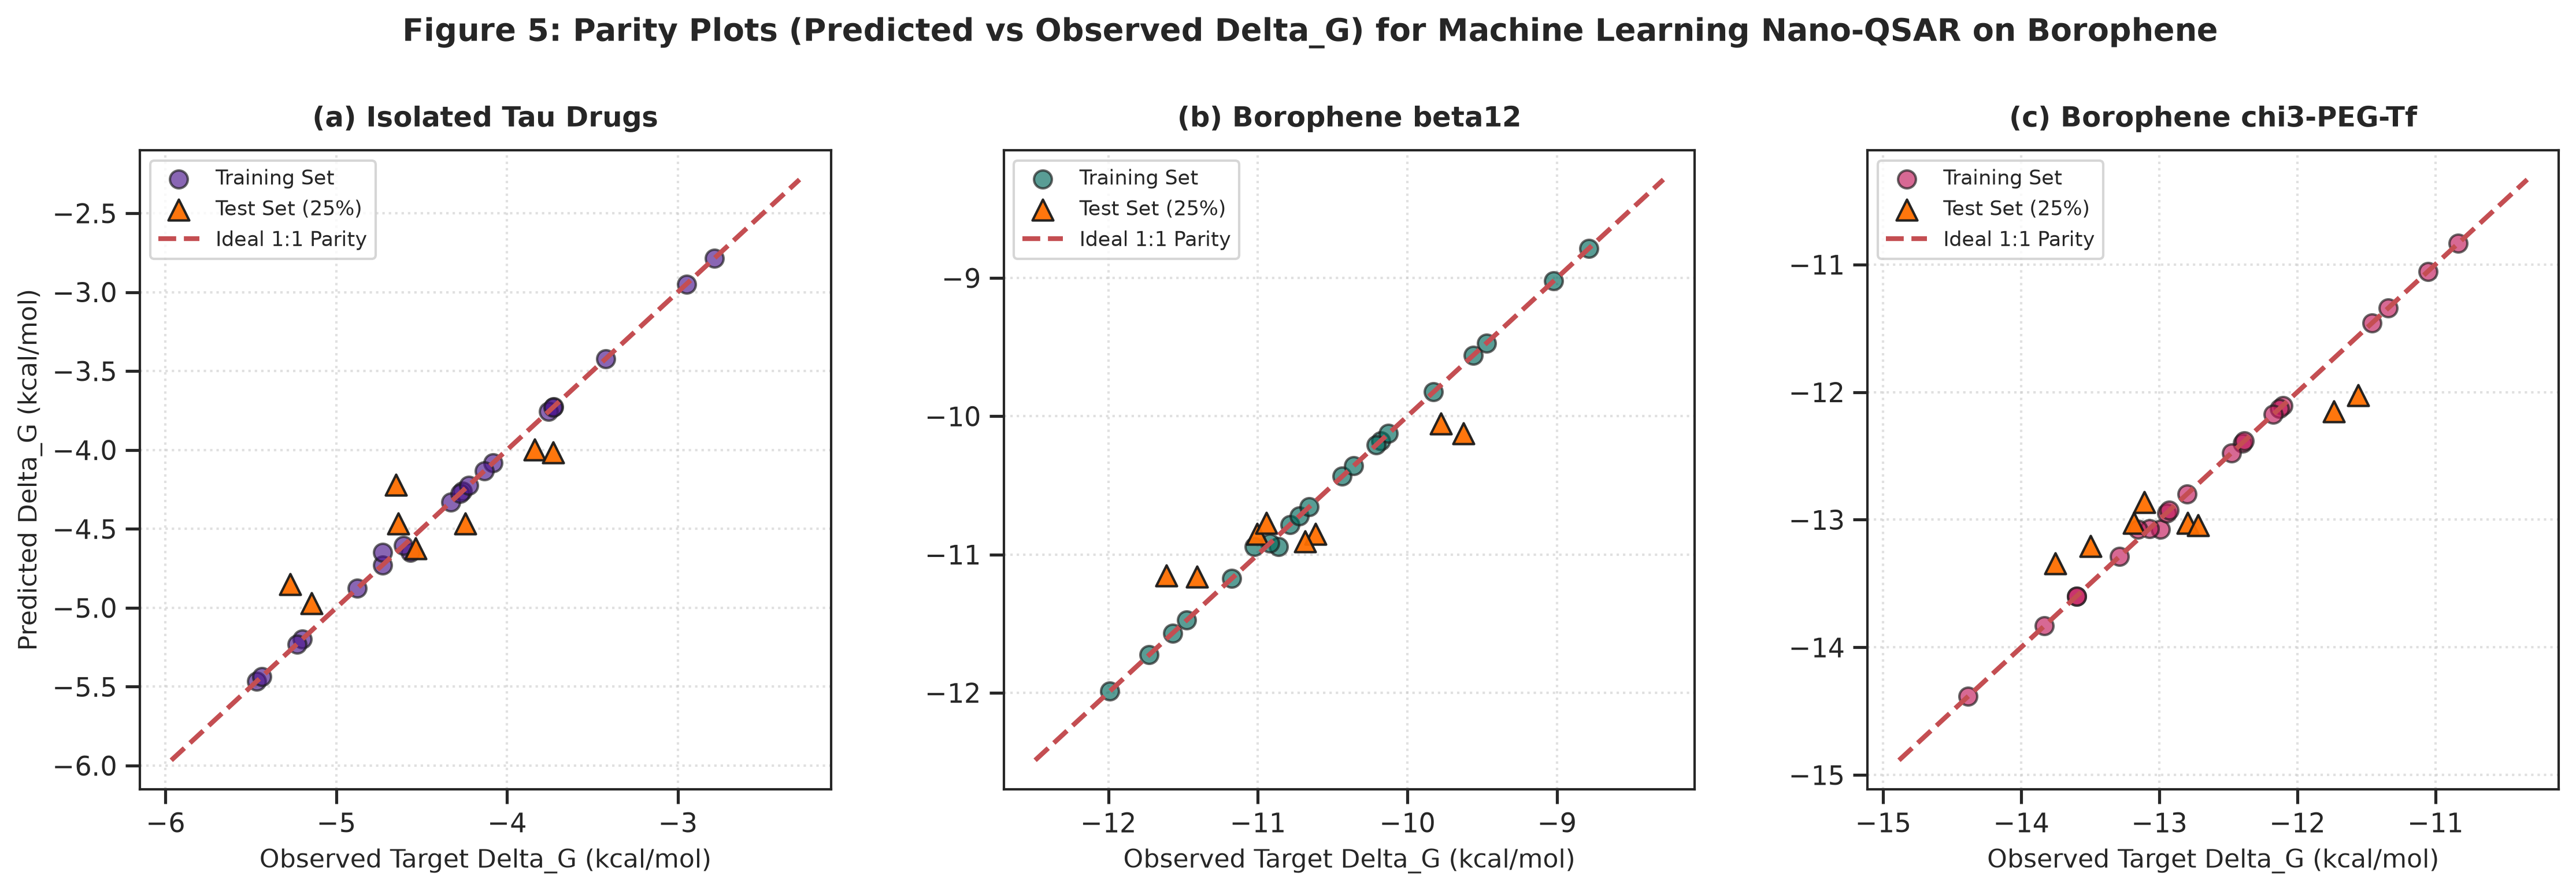 Figure 5: Parity Plots (Predicted vs Observed Delta_G) for Machine Learning Nano-QSAR on Borophene
(a) Isolated Tau Drugs
Training Set
Test Set (25%)
Ideal 1:1 Parity
Predicted Delta_G (kcal/mol)
−2.5
−3.0
−3.5
−4.0
−4.5
−5.0
−5.5
−6.0
−6
−5
−4
−3
Observed Target Delta_G (kcal/mol)
(b) Borophene beta12
Training Set
Test Set (25%)
Ideal 1:1 Parity
−9
−10
−11
−12
−12
−11
−10
−9
Observed Target Delta_G (kcal/mol)
(c) Borophene chi3-PEG-Tf
Training Set
Test Set (25%)
Ideal 1:1 Parity
−11
−12
−13
−14
−15
−15
−14
−13
−12
−11
Observed Target Delta_G (kcal/mol)